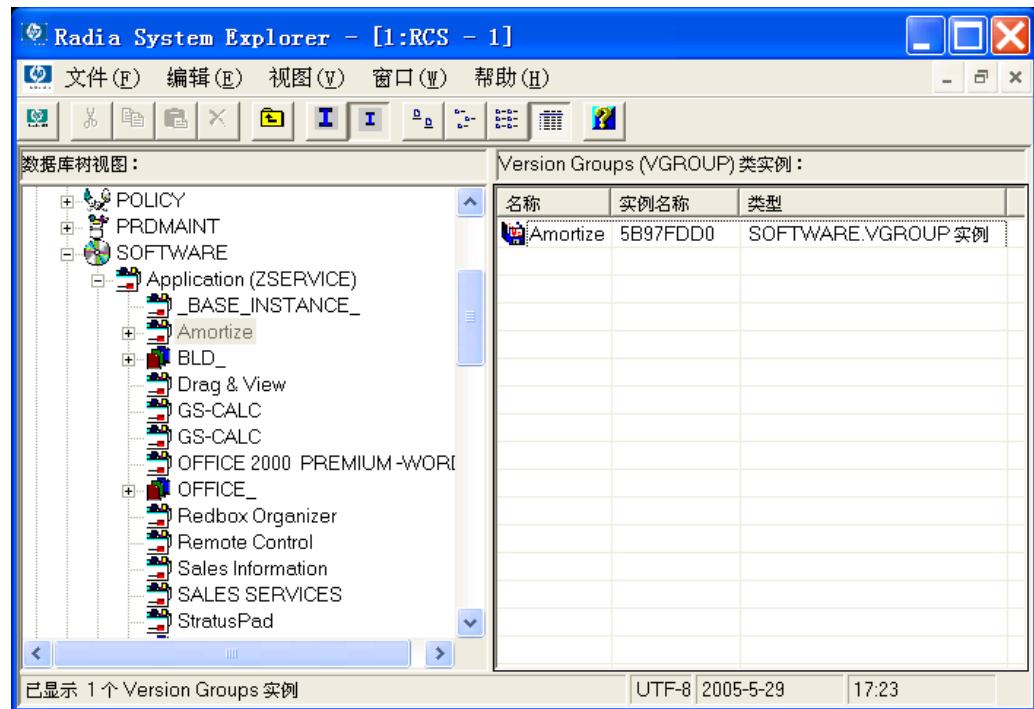 Radia System Explorer - [1:RCS - 1]
文件(F) 编辑(E) 视图(V) 窗口(W) 帮助(H)
数据库树视图：
Version Groups (VGROUP) 类实例：
POLICY
PRDMAINT
SOFTWARE
Application (ZSERVICE)
_BASE_INSTANCE_
Amortize
BLD_
Drag & View
GS-CALC
GS-CALC
OFFICE 2000 PREMIUM-WORD
OFFICE_
Redbox Organizer
Remote Control
Sales Information
SALES SERVICES
StratusPad
名称 实例名称 类型
Amortize 5B97FDD0 SOFTWARE.VGROUP 实例
已显示 1 个 Version Groups 实例
UTF-8 2005-5-29 17:23